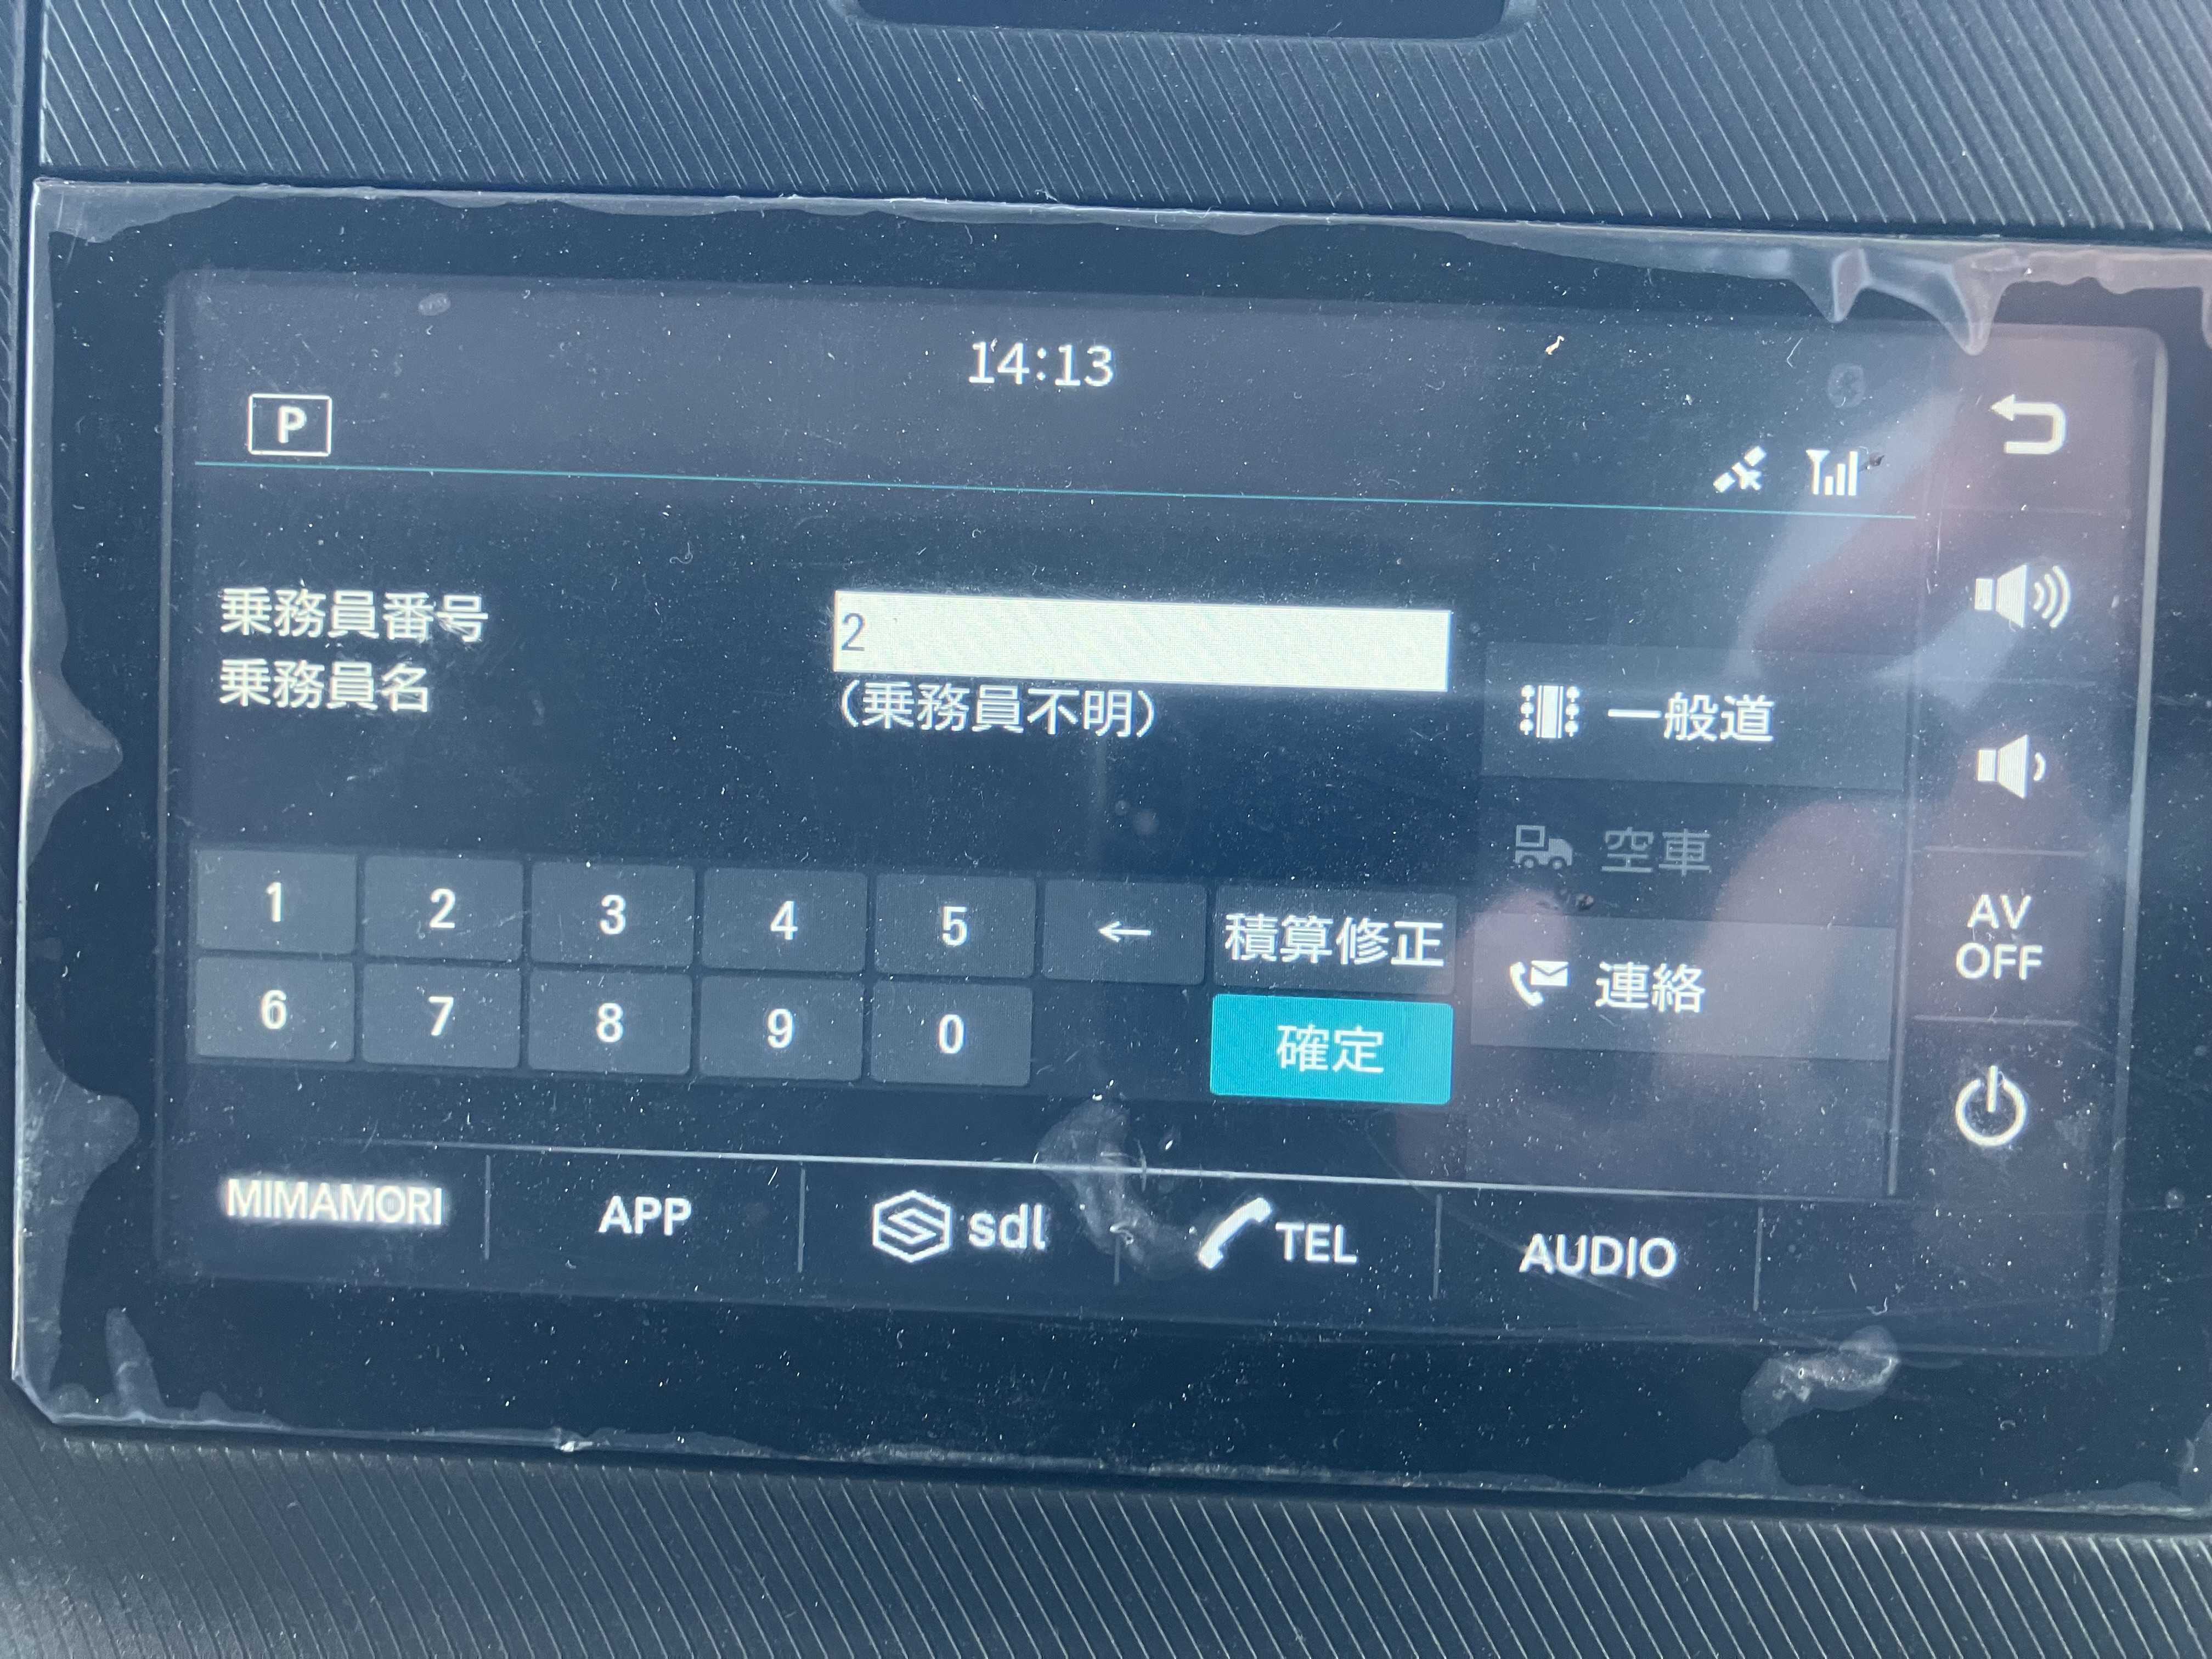 14:13
P
乗務員番号 2
乗務員名 (乗務員不明)
一般道
空車
連絡
1 2 3 4 5 ← 積算修正
6 7 8 9 0 確定
AV
OFF
MIMAMORI APP sdl TEL AUDIO